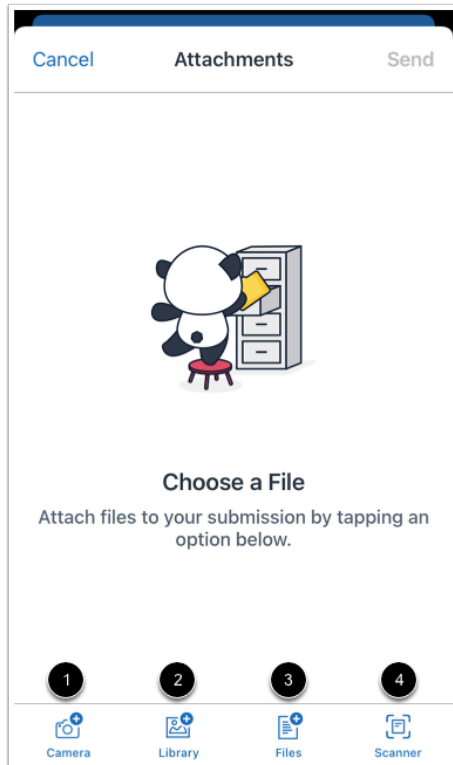 Cancel Attachments Send
Choose a File
Attach files to your submission by tapping an
option below.
1 2 3 4
Camera Library Files Scanner